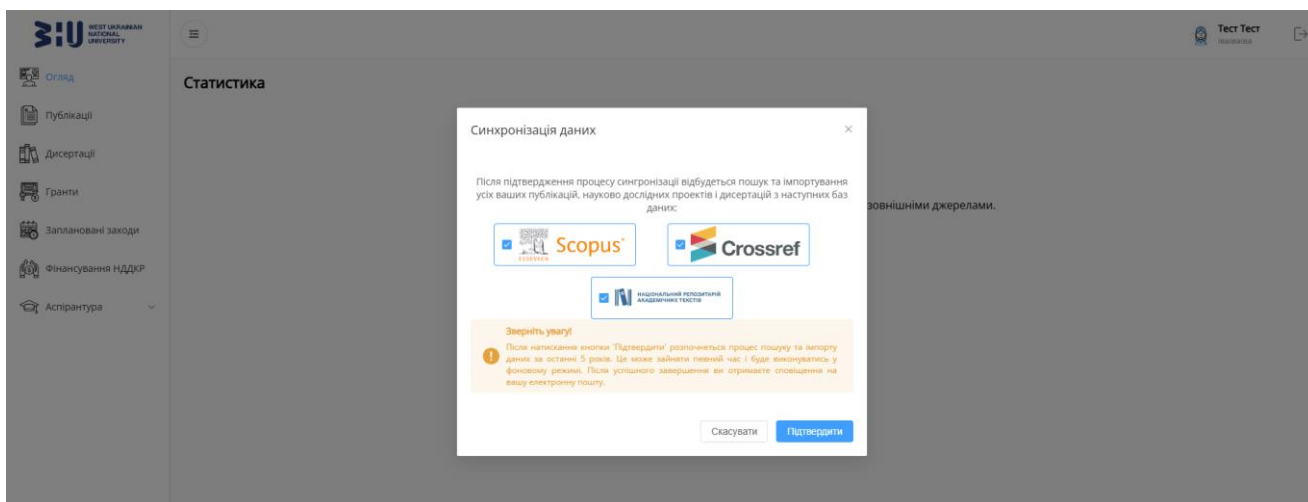 WEST UKRAINIAN
NATIONAL
UNIVERSITY
Тест Тест
Огляд
Статистика
Публікації
Дисертації
Гранти
Заплановані заходи
Фінансування НДДКР
Аспірантура
Синхронізація даних
Після підтвердження процесу сингронізації відбудеться пошук та імпортування
усіх ваших публікацій, науково дослідних проектів і дисертацій з наступних баз
даних:
зовнішніми джерелами.
ELSEVIER
Scopus
Crossref
НАЦІОНАЛЬНИЙ РЕПОЗИТАРІЙ
АКАДЕМІЧНИХ ТЕКСТІВ
Зверніть увагу!
Після натискання кнопки 'Підтвердити' розпочнеться процес пошуку та імпорту
даних за останні 5 років. Це може зайняти певний час і буде виконуватись у
фоновому режимі. Після успішного завершення ви отримаєте сповіщення на
вашу електронну пошту.
Скасувати
Підтвердити